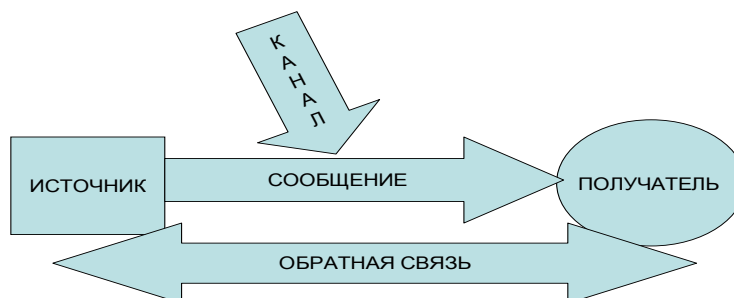 КАНАЛ
ИСТОЧНИК
СООБЩЕНИЕ
ПОЛУЧАТЕЛЬ
ОБРАТНАЯ СВЯЗЬ